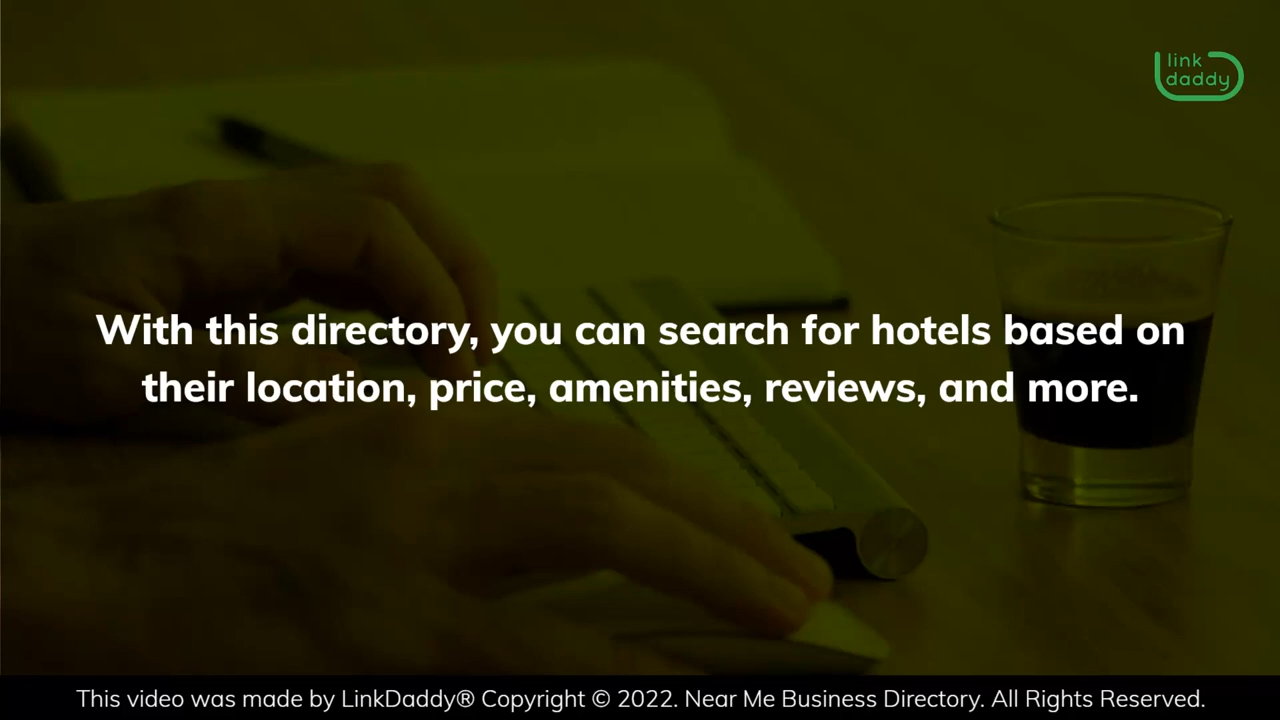 link
daddy
With this directory, you can search for hotels based on
their location, price, amenities, reviews, and more.
This video was made by LinkDaddy® Copyright © 2022. Near Me Business Directory. All Rights Reserved.